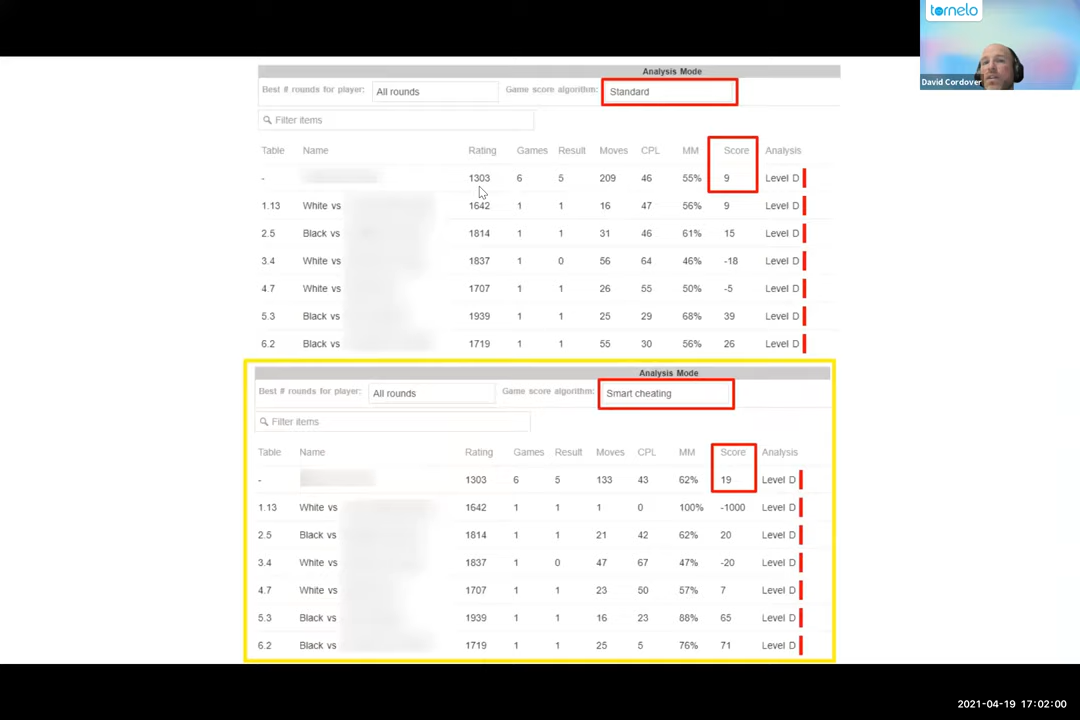 tornelo
David Cordover
Analysis Mode
Best # rounds for player: All rounds Game score algorithm: Standard
Filter items
Table Name Rating Games Result Moves CPL MM Score Analysis
- 1303 6 5 209 46 55% 9 Level D
1.13 White vs 1642 1 1 16 47 56% 9 Level D
2.5 Black vs 1814 1 1 31 46 61% 15 Level D
3.4 White vs 1837 1 0 56 64 46% -18 Level D
4.7 White vs 1707 1 1 26 55 50% -5 Level D
5.3 Black vs 1939 1 1 25 29 68% 39 Level D
6.2 Black vs 1719 1 1 55 30 56% 26 Level D
Analysis Mode
Best # rounds for player: All rounds Game score algorithm: Smart cheating
Filter items
Table Name Rating Games Result Moves CPL MM Score Analysis
- 1303 6 5 133 43 62% 19 Level D
1.13 White vs 1642 1 1 1 0 100% -1000 Level D
2.5 Black vs 1814 1 1 21 42 62% 20 Level D
3.4 White vs 1837 1 0 47 67 47% -20 Level D
4.7 White vs 1707 1 1 23 50 57% 7 Level D
5.3 Black vs 1939 1 1 16 23 88% 65 Level D
6.2 Black vs 1719 1 1 25 5 76% 71 Level D
2021-04-19 17:02:00